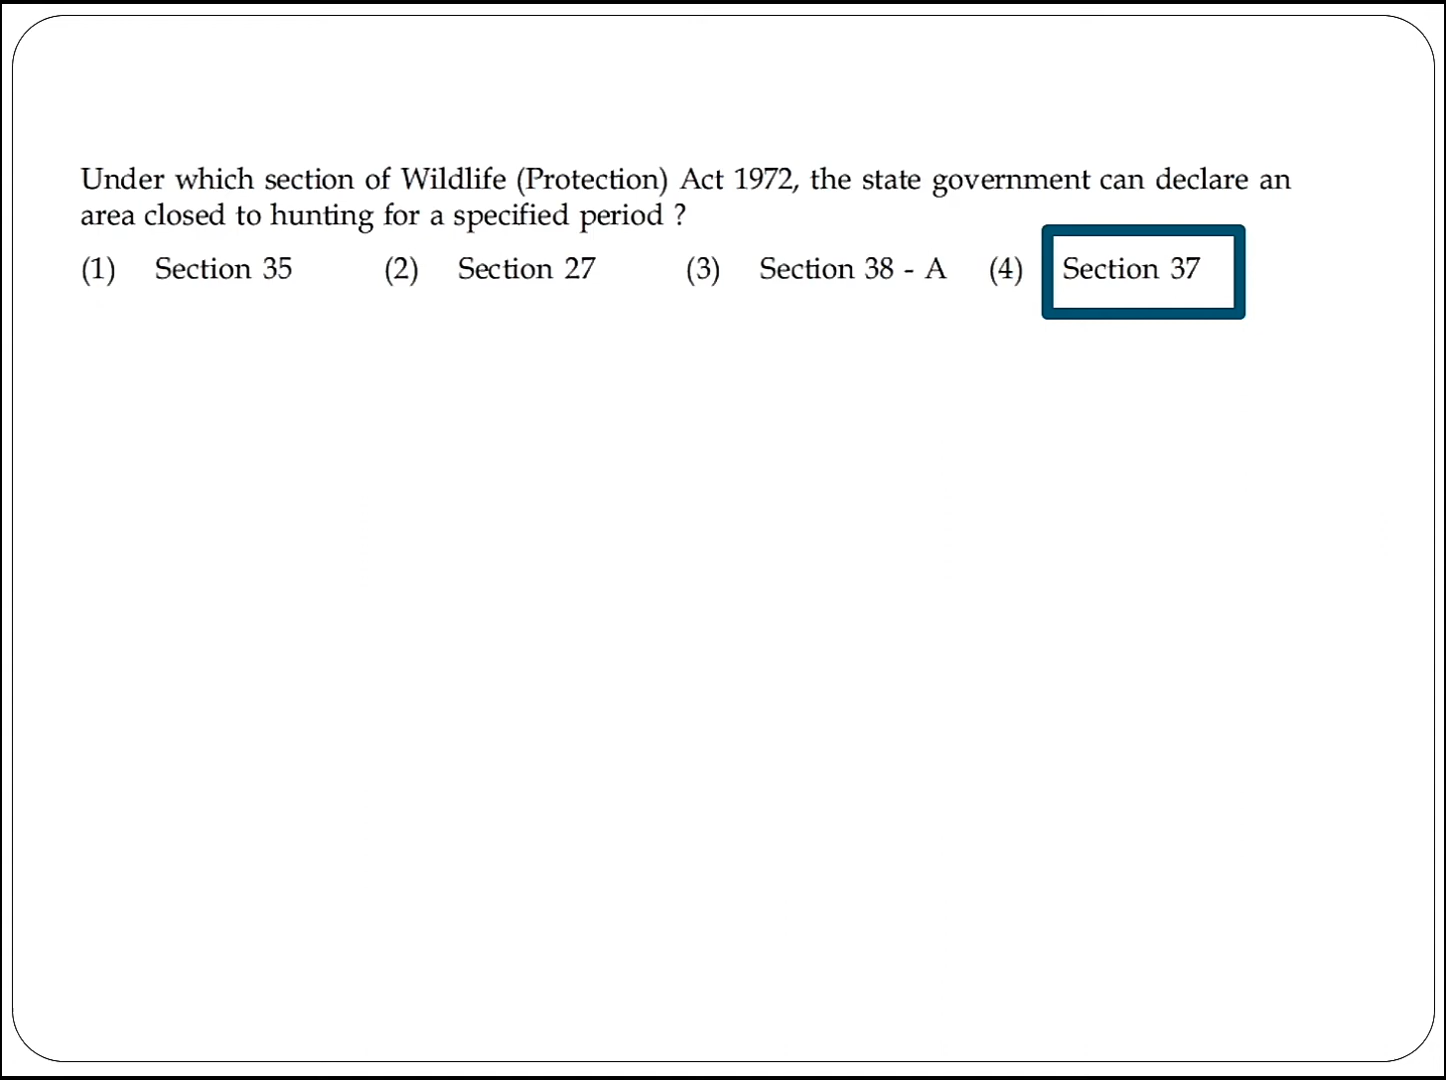 Under which section of Wildlife (Protection) Act 1972, the state government can declare an
area closed to hunting for a specified period ?
(1) Section 35 (2) Section 27 (3) Section 38 - A (4) Section 37